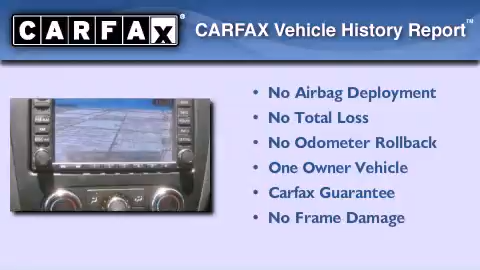 CARFAX® CARFAX Vehicle History Report™
• No Airbag Deployment
• No Total Loss
• No Odometer Rollback
• One Owner Vehicle
• Carfax Guarantee
• No Frame Damage